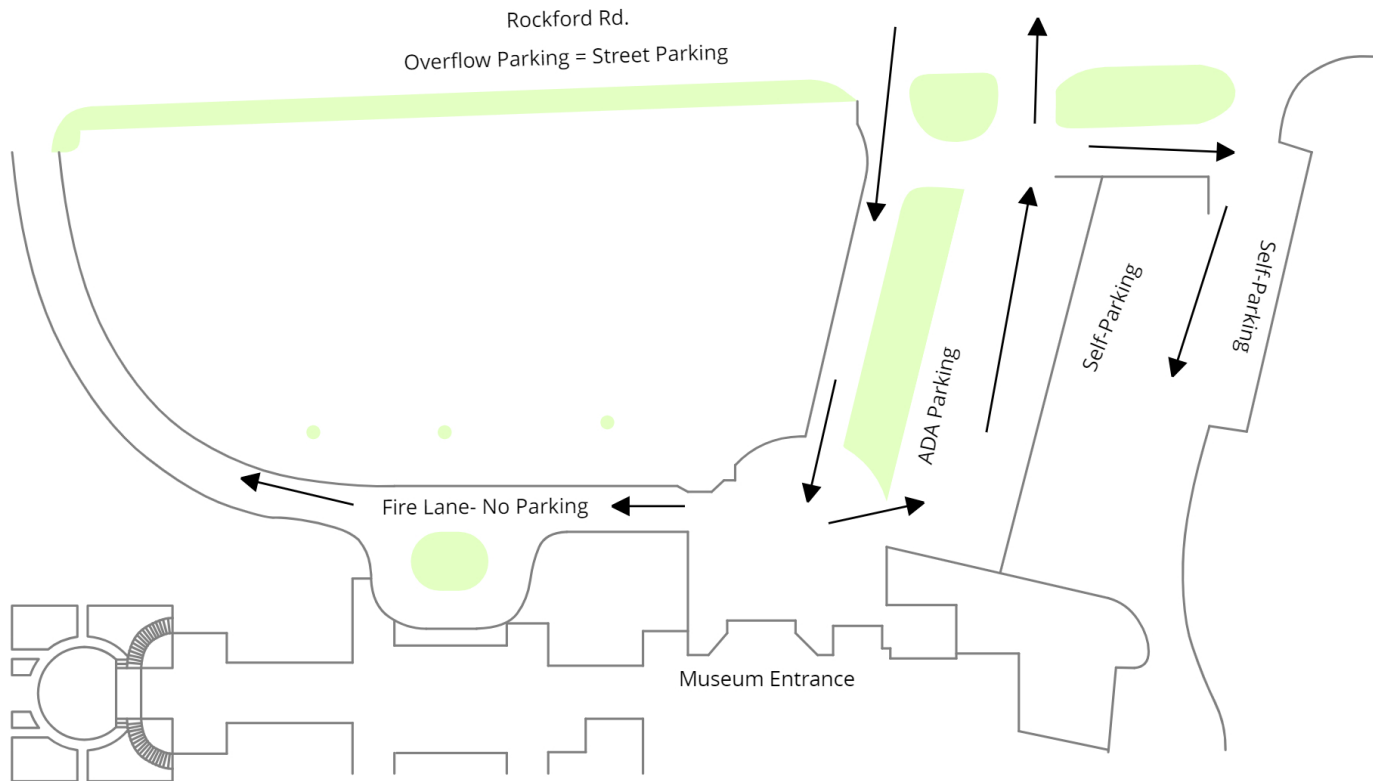 Rockford Rd.
Overflow Parking = Street Parking
Self-Parking
Self-Parking
ADA Parking
Fire Lane- No Parking
Museum Entrance